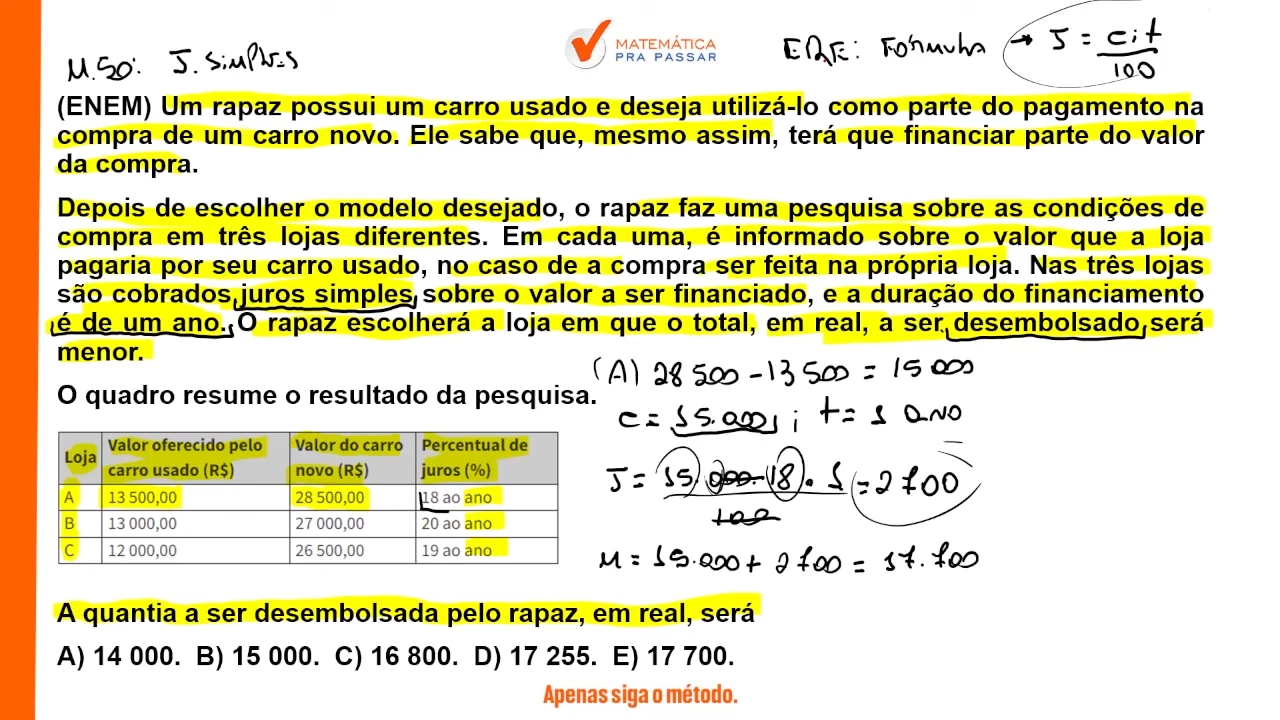 M.SO: J. simples
MATEMÁTICA
PRA PASSAR
ERRE: Fórmula → J = cit
100
(ENEM) Um rapaz possui um carro usado e deseja utilizá-lo como parte do pagamento na
compra de um carro novo. Ele sabe que, mesmo assim, terá que financiar parte do valor
da compra.
Depois de escolher o modelo desejado, o rapaz faz uma pesquisa sobre as condições de
compra em três lojas diferentes. Em cada uma, é informado sobre o valor que a loja
pagaria por seu carro usado, no caso de a compra ser feita na própria loja. Nas três lojas
são cobrados juros simples sobre o valor a ser financiado, e a duração do financiamento
é de um ano. O rapaz escolherá a loja em que o total, em real, a ser desembolsado será
menor.
O quadro resume o resultado da pesquisa.
Loja Valor oferecido pelo carro usado (R$) Valor do carro novo (R$) Percentual de juros (%)
A 13 500,00 28 500,00 18 ao ano
B 13 000,00 27 000,00 20 ao ano
C 12 000,00 26 500,00 19 ao ano
(A) 28 500 - 13 500 = 15 000
C = 15.000 ; t = 1 ano
J = 15 000 . 18 . 1 = 2700
100
M = 15.000 + 2700 = 17.700
A quantia a ser desembolsada pelo rapaz, em real, será
A) 14 000. B) 15 000. C) 16 800. D) 17 255. E) 17 700.
Apenas siga o método.